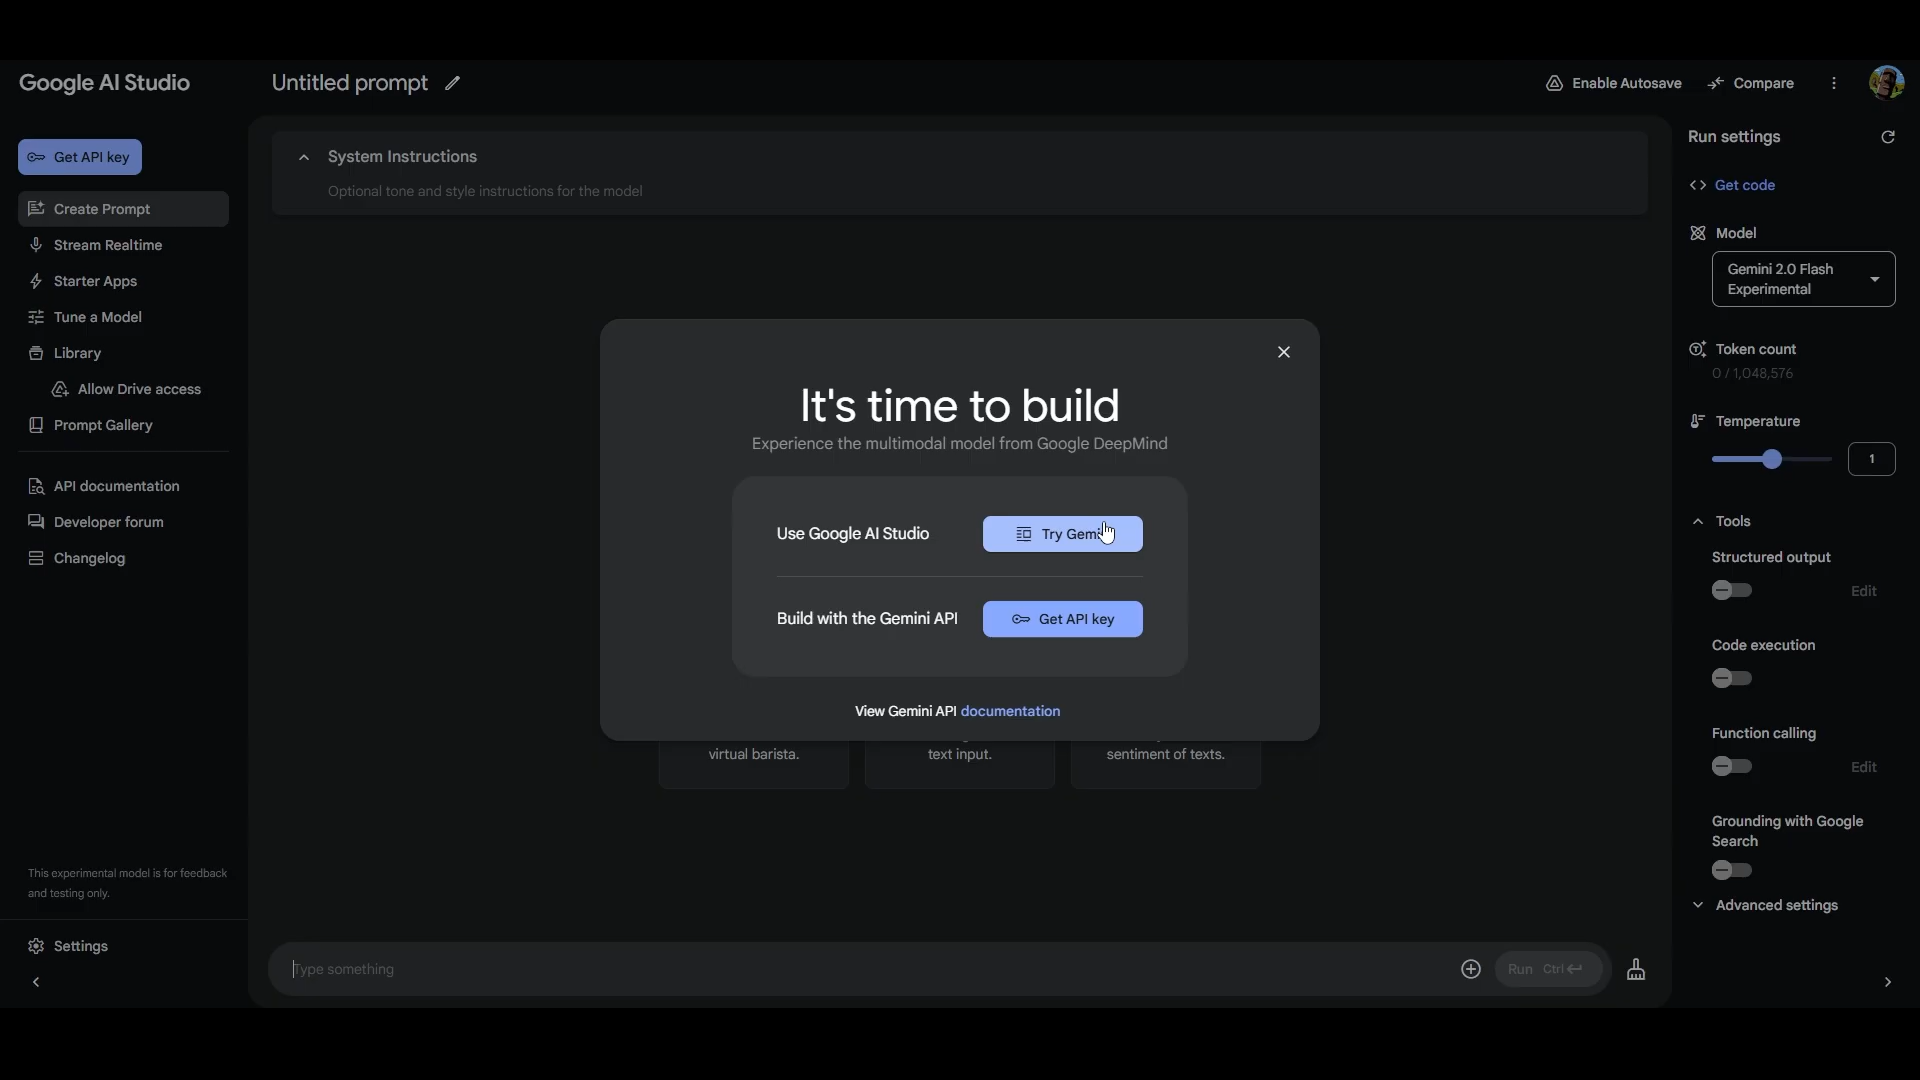 Google AI Studio
Untitled prompt
Enable Autosave
Compare
Get API key
Create Prompt
Stream Realtime
Starter Apps
Tune a Model
Library
Allow Drive access
Prompt Gallery
API documentation
Developer forum
Changelog
This experimental model is for feedback
and testing only.
Settings
System Instructions
Optional tone and style instructions for the model
It's time to build
Experience the multimodal model from Google DeepMind
Use Google AI Studio
Try
Build with the Gemini API
Get API key
View Gemini API documentation
virtual barista.
text input.
sentiment of texts.
Type something
Run Ctrl
Run settings
Get code
Model
Gemini 2.0 Flash
Experimental
Token count
0 / 1,048,576
Temperature
1
Tools
Structured output
Edit
Code execution
Function calling
Edit
Grounding with Google
Search
Advanced settings